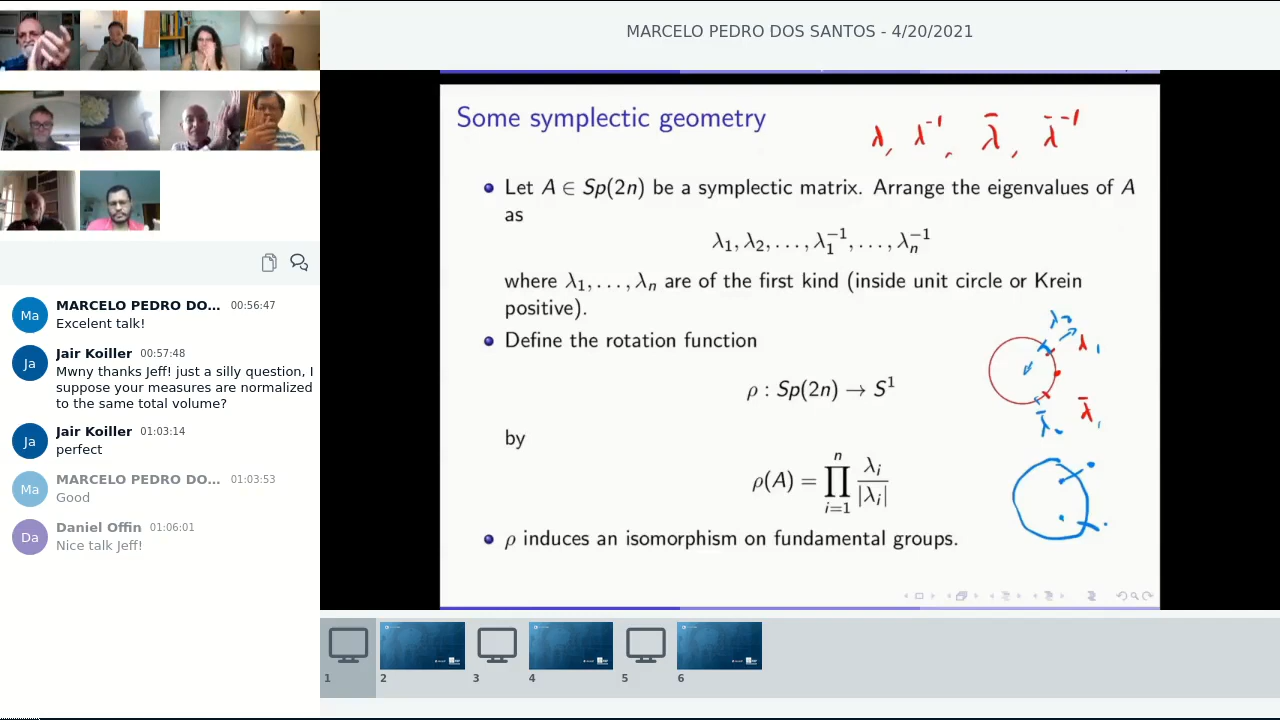 MARCELO PEDRO DOS SANTOS - 4/20/2021
Ma
MARCELO PEDRO DO... 00:56:47
Excelent talk!
Ja
Jair Koiller 00:57:48
Mwny thanks Jeff! just a silly question, I
suppose your measures are normalized
to the same total volume?
Ja
Jair Koiller 01:03:14
perfect
Ma
MARCELO PEDRO DO... 01:03:53
Good
Da
Daniel Offin 01:06:01
Nice talk Jeff!
Some symplectic geometry
λ, λ⁻¹, λ̄, λ̄⁻¹
• Let A ∈ Sp(2n) be a symplectic matrix. Arrange the eigenvalues of A
as
λ₁, λ₂, . . . , λ₁⁻¹, . . . , λₙ⁻¹
where λ₁, . . . , λₙ are of the first kind (inside unit circle or Krein
positive).
• Define the rotation function
ρ : Sp(2n) → S¹
by
ρ(A) = ∏ᵢ₌₁ⁿ λᵢ/|λᵢ|
• ρ induces an isomorphism on fundamental groups.
λ₂
λ₁
λ̄₁
λ̄₂
1
2
3
4
5
6